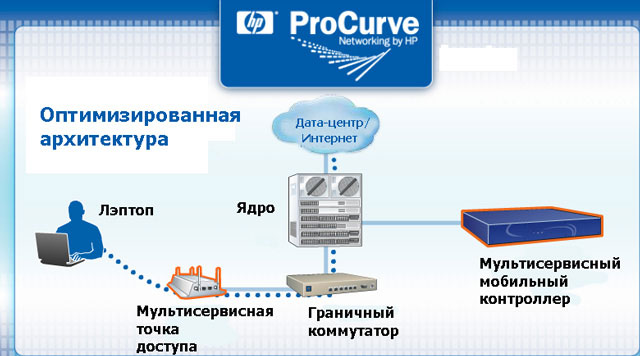 hp
ProCurve
Networking by HP
Оптимизированная
архитектура
Дата-центр/
Интернет
Лэптоп
Ядро
Мультисервисный
мобильный
контроллер
Мультисервисная
точка
доступа
Граничный
коммутатор